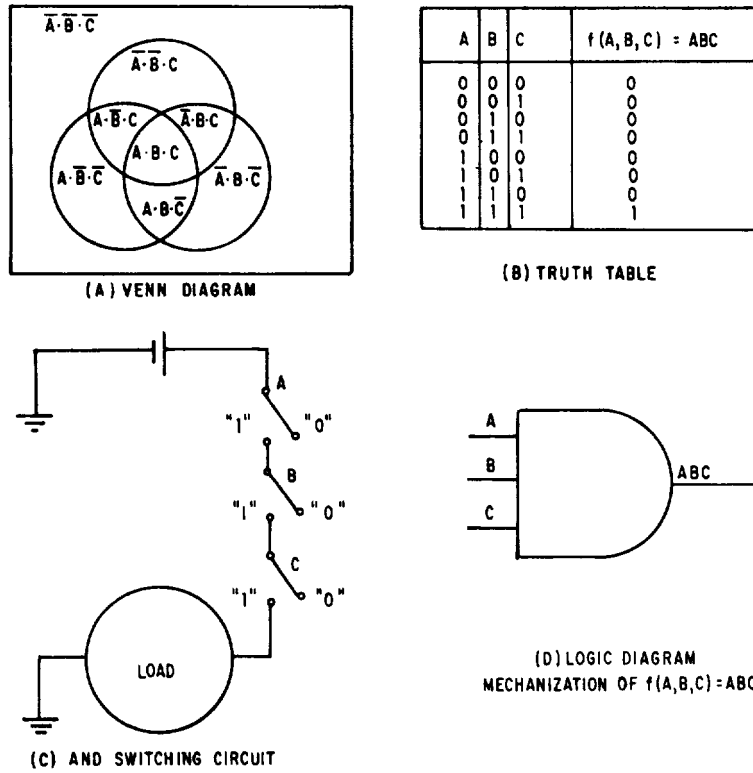 A̅·B̅·C̅
A̅·B̅·C
A·B̅·C A̅·B·C
A·B·C
A·B̅·C̅ A̅·B·C̅
A·B·C̅
(A) VENN DIAGRAM
A B C f(A,B,C) = ABC
0 0 0 0
0 0 1 0
0 1 0 0
0 1 1 0
1 0 0 0
1 0 1 0
1 1 0 0
1 1 1 1
(B) TRUTH TABLE
A
"1" "0"
B
"1" "0"
C
"1" "0"
LOAD
(C) AND SWITCHING CIRCUIT
A
B
C
ABC
(D) LOGIC DIAGRAM
MECHANIZATION OF f(A,B,C)=ABC